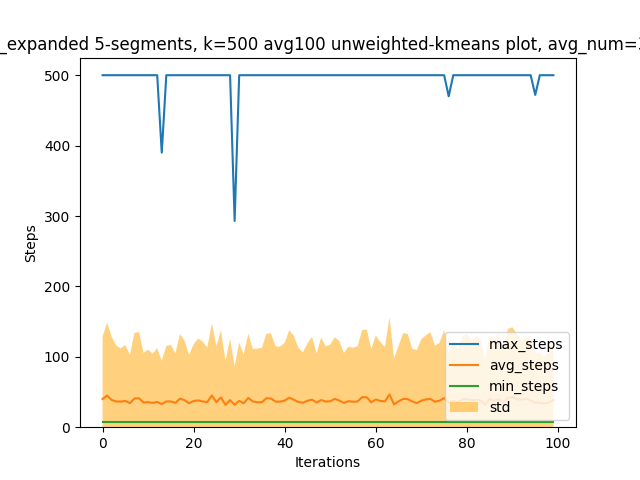 _expanded 5-segments, k=500 avg100 unweighted-kmeans plot, avg_num=
500
400
300
200
100
0
Steps
0 20 40 60 80 100
Iterations
max_steps
avg_steps
min_steps
std